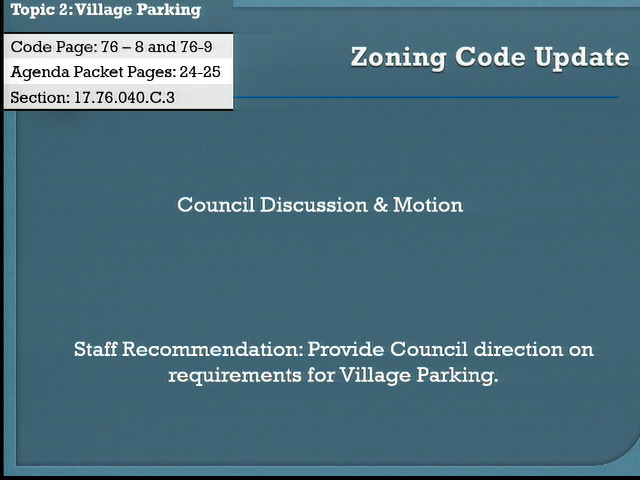 Topic 2: Village Parking
Code Page: 76 – 8 and 76-9
Agenda Packet Pages: 24-25
Section: 17.76.040.C.3
Zoning Code Update
Council Discussion & Motion
Staff Recommendation: Provide Council direction on
requirements for Village Parking.